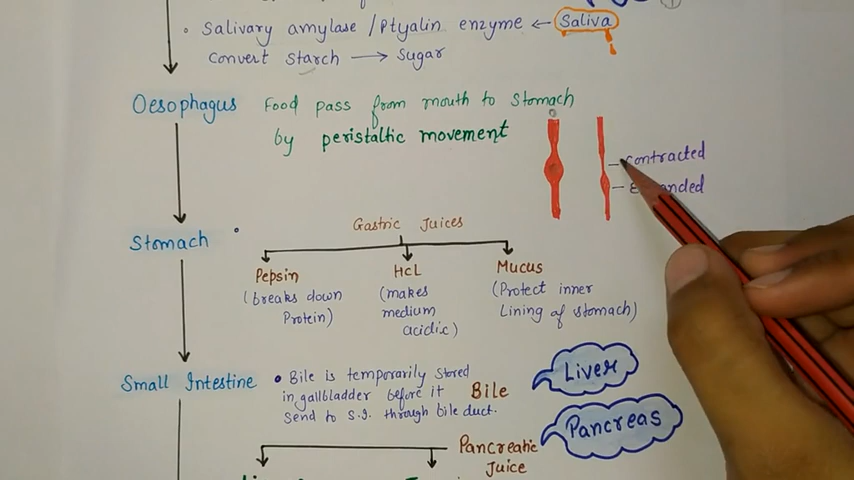 • Salivary amylase / Ptyalin enzyme ← Saliva
Convert Starch → Sugar
Oesophagus Food pass from mouth to Stomach
by peristaltic movement
Contracted
Stomach
Gastric Juices
Pepsin
(breaks down
Protein)
HCL
(makes
medium
acidic)
Mucus
(Protect inner
Lining of stomach)
Small Intestine
• Bile is temporarily stored
in gallbladder before it
Send to S.I. through bile duct.
Bile
Liver
Pancreas
Pancreatic
Juice